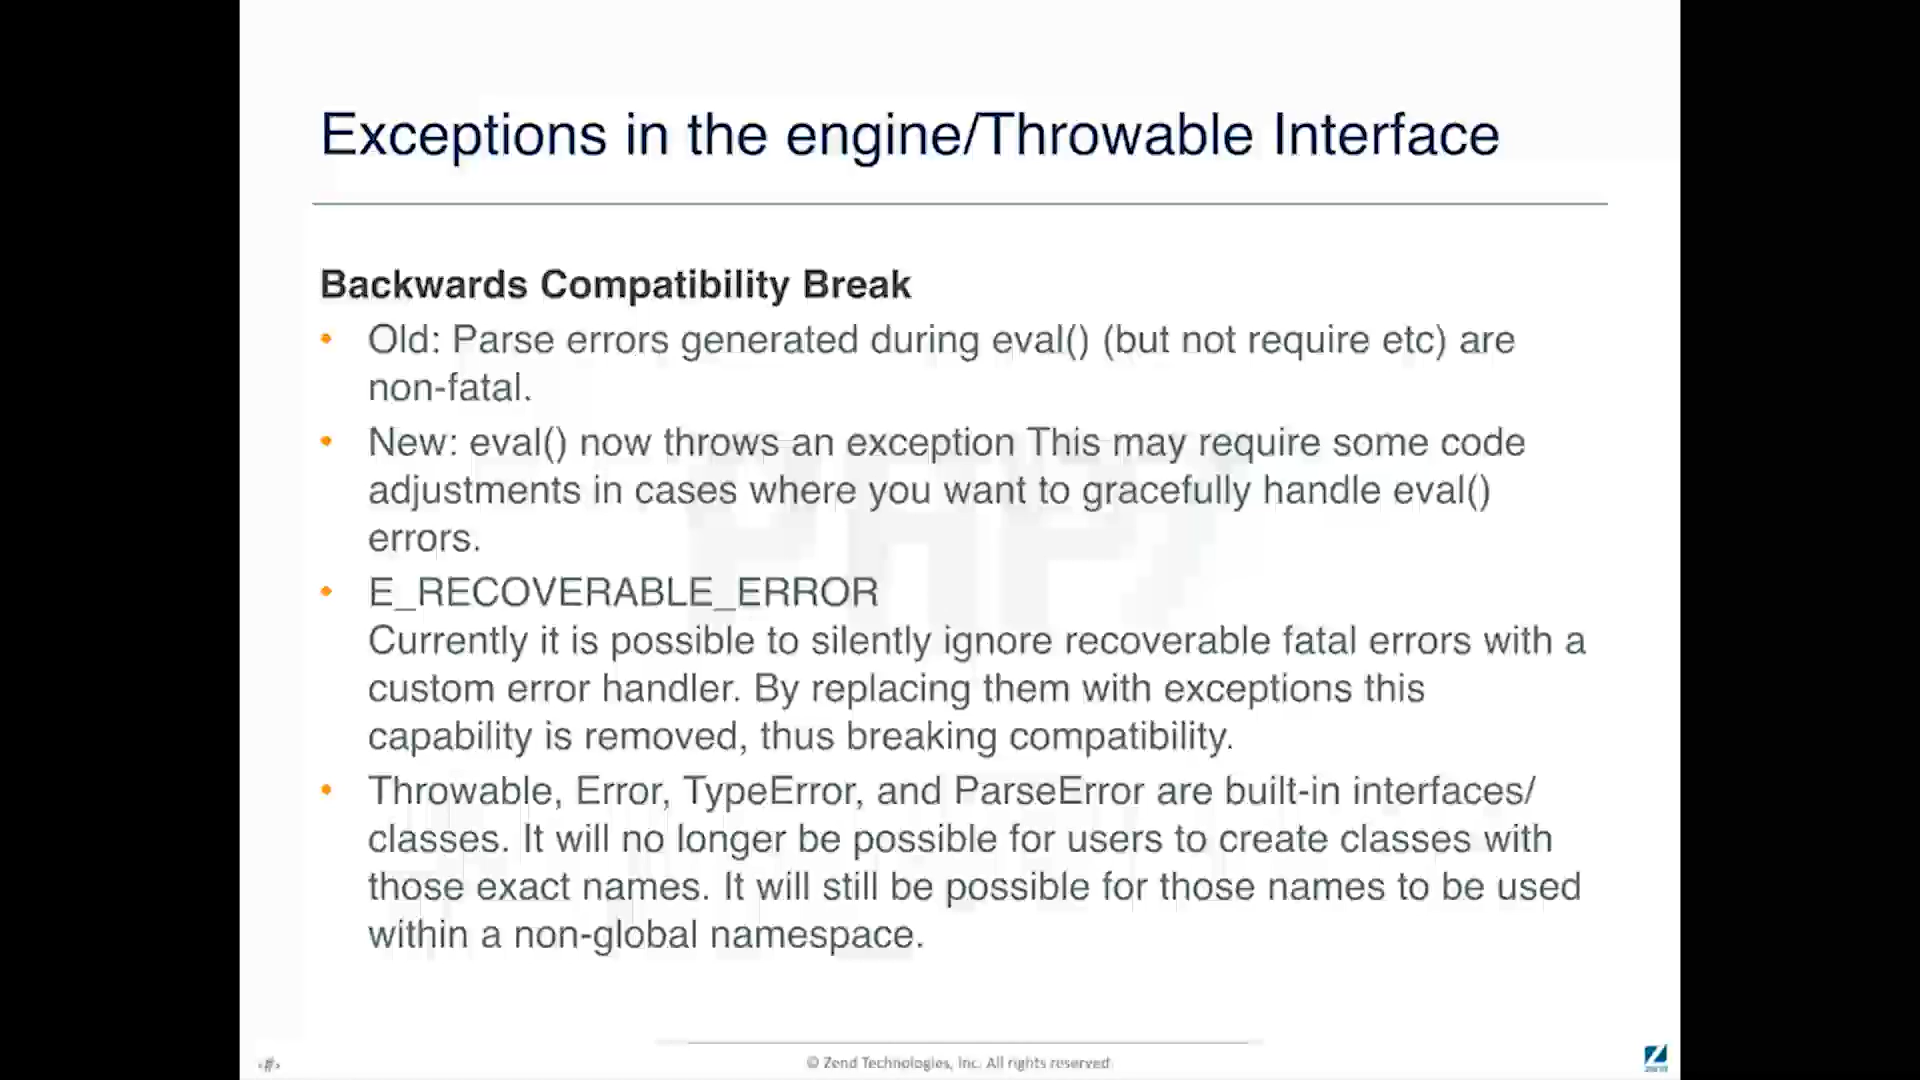 Exceptions in the engine/Throwable Interface
Backwards Compatibility Break
• Old: Parse errors generated during eval() (but not require etc) are
non-fatal.
• New: eval() now throws an exception This may require some code
adjustments in cases where you want to gracefully handle eval()
errors.
• E_RECOVERABLE_ERROR
Currently it is possible to silently ignore recoverable fatal errors with a
custom error handler. By replacing them with exceptions this
capability is removed, thus breaking compatibility.
• Throwable, Error, TypeError, and ParseError are built-in interfaces/
classes. It will no longer be possible for users to create classes with
those exact names. It will still be possible for those names to be used
within a non-global namespace.
‹#›
© Zend Technologies, Inc. All rights reserved